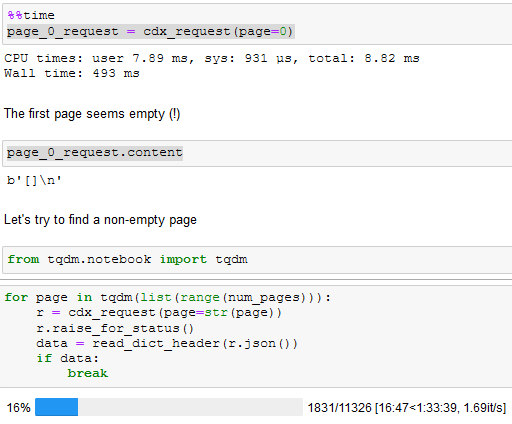 %%time
page_0_request = cdx_request(page=0)
CPU times: user 7.89 ms, sys: 931 µs, total: 8.82 ms
Wall time: 493 ms
The first page seems empty (!)
page_0_request.content
b'[]\n'
Let's try to find a non-empty page
from tqdm.notebook import tqdm
for page in tqdm(list(range(num_pages))):
    r = cdx_request(page=str(page))
    r.raise_for_status()
    data = read_dict_header(r.json())
    if data:
        break
16% 1831/11326 [16:47<1:33:39, 1.69it/s]